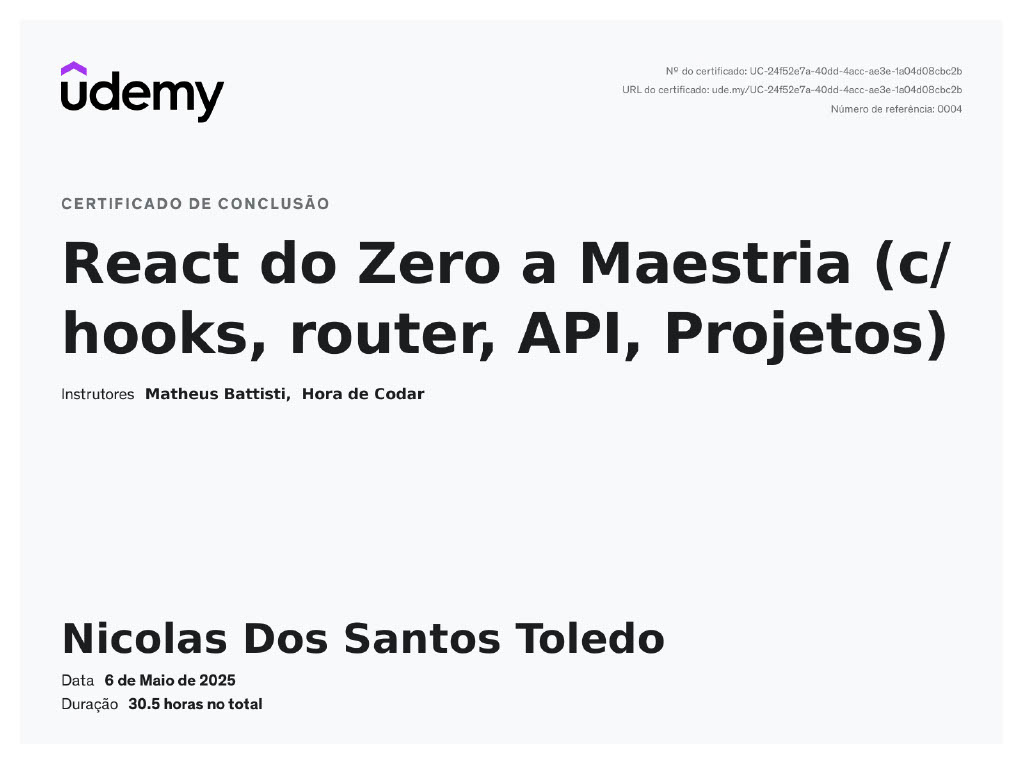 udemy
Nº do certificado: UC-24f52e7a-40dd-4acc-ae3e-1a04d08cbc2b
URL do certificado: ude.my/UC-24f52e7a-40dd-4acc-ae3e-1a04d08cbc2b
Número de referência: 0004
CERTIFICADO DE CONCLUSÃO
React do Zero a Maestria (c/
hooks, router, API, Projetos)
Instrutores Matheus Battisti, Hora de Codar
Nicolas Dos Santos Toledo
Data 6 de Maio de 2025
Duração 30.5 horas no total